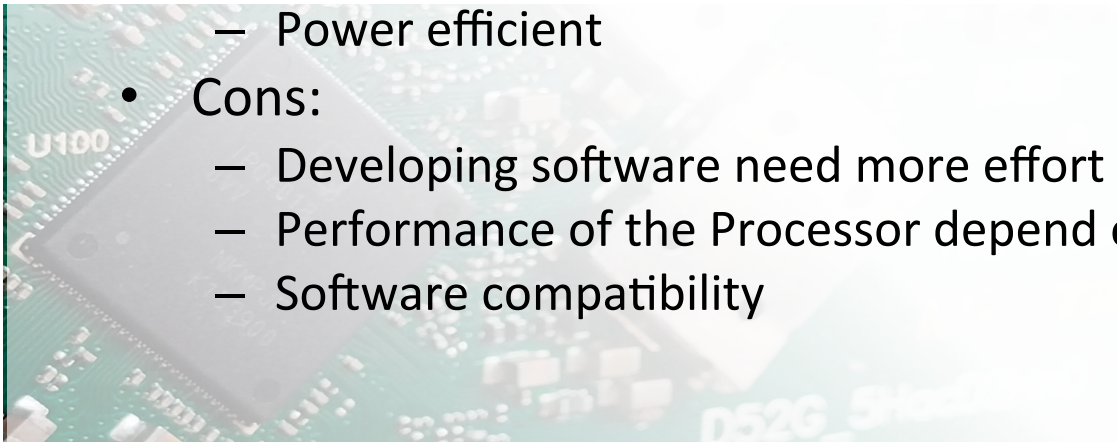 – Power efficient
• Cons:
U100
– Developing software need more effort
– Performance of the Processor depend
– Software compatibility
D52G